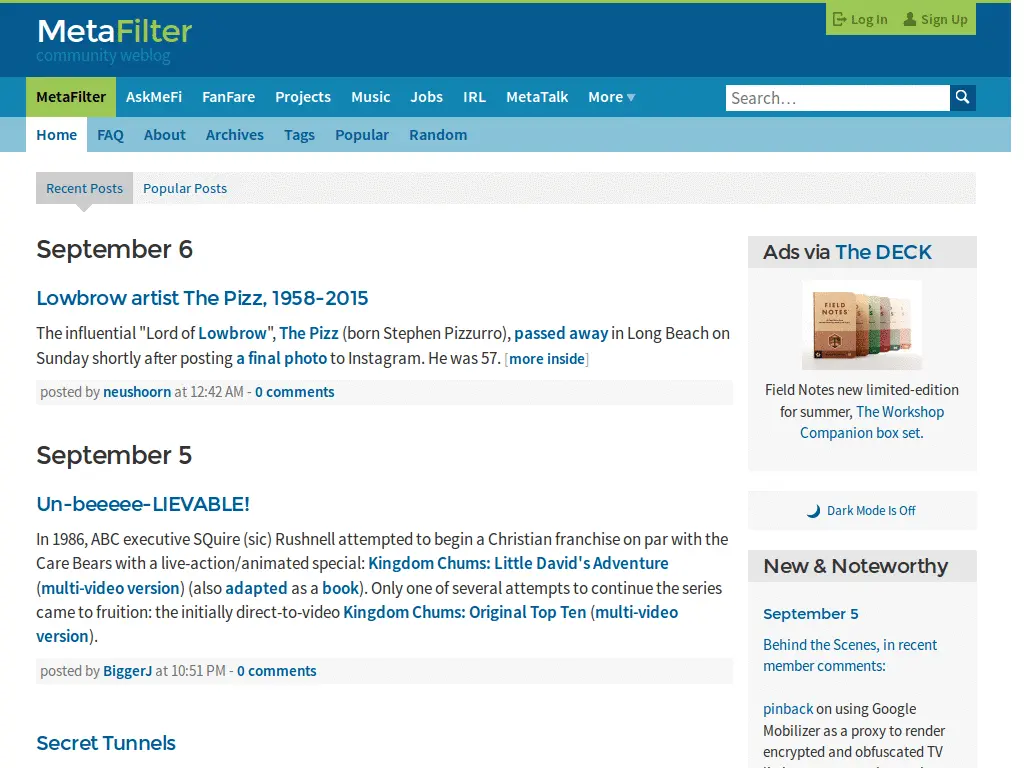 MetaFilter
community weblog
Log In
Sign Up
MetaFilter AskMeFi FanFare Projects Music Jobs IRL MetaTalk More
Search…
Home FAQ About Archives Tags Popular Random
Recent Posts Popular Posts
September 6
Lowbrow artist The Pizz, 1958-2015
The influential "Lord of Lowbrow", The Pizz (born Stephen Pizzurro), passed away in Long Beach on
Sunday shortly after posting a final photo to Instagram. He was 57. [more inside]
posted by neushoorn at 12:42 AM - 0 comments
September 5
Un-beeeee-LIEVABLE!
In 1986, ABC executive SQuire (sic) Rushnell attempted to begin a Christian franchise on par with the
Care Bears with a live-action/animated special: Kingdom Chums: Little David's Adventure
(multi-video version) (also adapted as a book). Only one of several attempts to continue the series
came to fruition: the initially direct-to-video Kingdom Chums: Original Top Ten (multi-video
version).
posted by BiggerJ at 10:51 PM - 0 comments
Secret Tunnels
Ads via The DECK
FIELD
NOTES
Field Notes new limited-edition
for summer, The Workshop
Companion box set.
Dark Mode Is Off
New & Noteworthy
September 5
Behind the Scenes, in recent
member comments:
pinback on using Google
Mobilizer as a proxy to render
encrypted and obfuscated TV